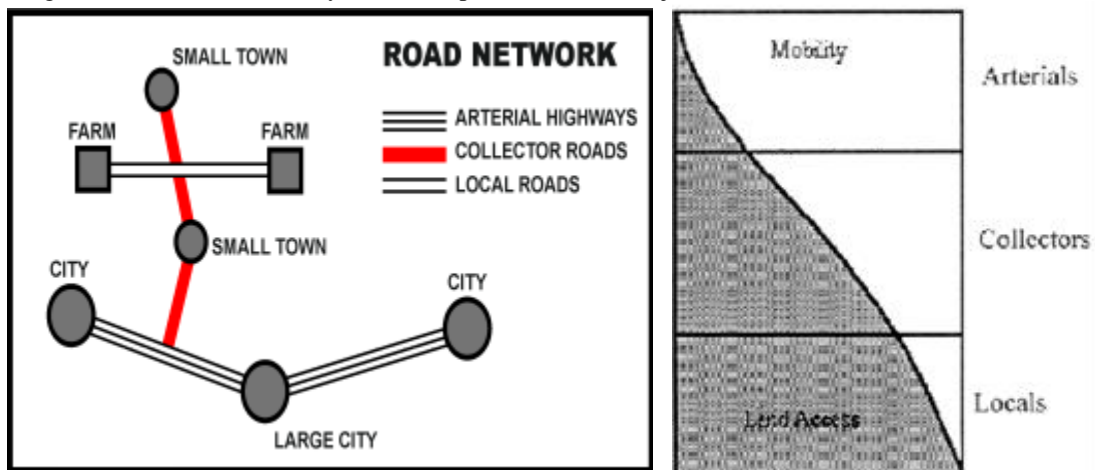 ROAD NETWORK
ARTERIAL HIGHWAYS
COLLECTOR ROADS
LOCAL ROADS
SMALL TOWN
FARM
FARM
SMALL TOWN
CITY
CITY
LARGE CITY
Mobility
Arterials
Collectors
Land Access
Locals